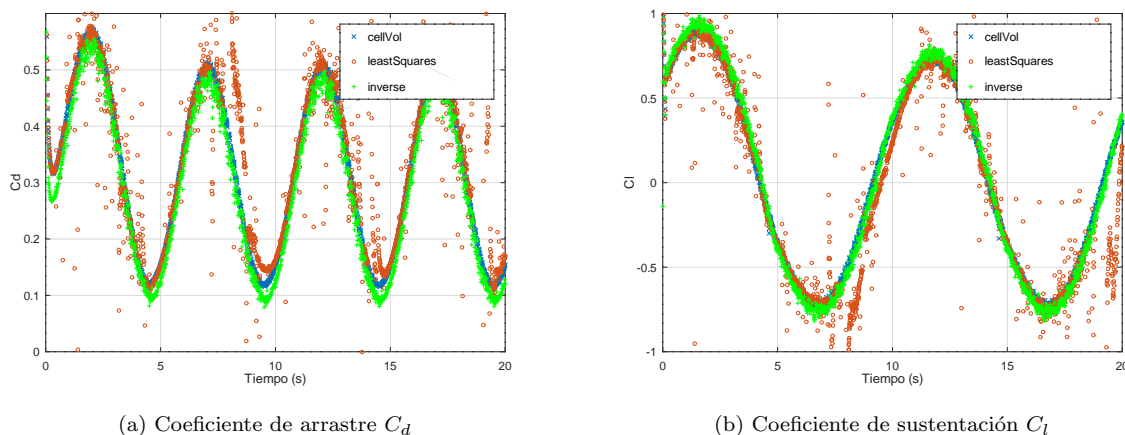 0.5
0.4
0.3
0.2
0.1
0
Cd
0 5 10 15 20
Tiempo (s)
cellVol
leastSquares
inverse
(a) Coeficiente de arrastre C_d
1
0.5
0
-0.5
-1
Cl
0 5 10 15 20
Tiempo (s)
cellVol
leastSquares
inverse
(b) Coeficiente de sustentación C_l